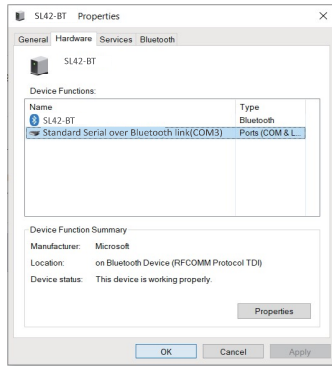 SL42-BT Properties
General Hardware Services Bluetooth
SL42-BT
Device Functions:
Name Type
SL42-BT Bluetooth
Standard Serial over Bluetooth link(COM3) Ports (COM & L...
Device Function Summary
Manufacturer: Microsoft
Location: on Bluetooth Device (RFCOMM Protocol TDI)
Device status: This device is working properly.
Properties
OK Cancel Apply